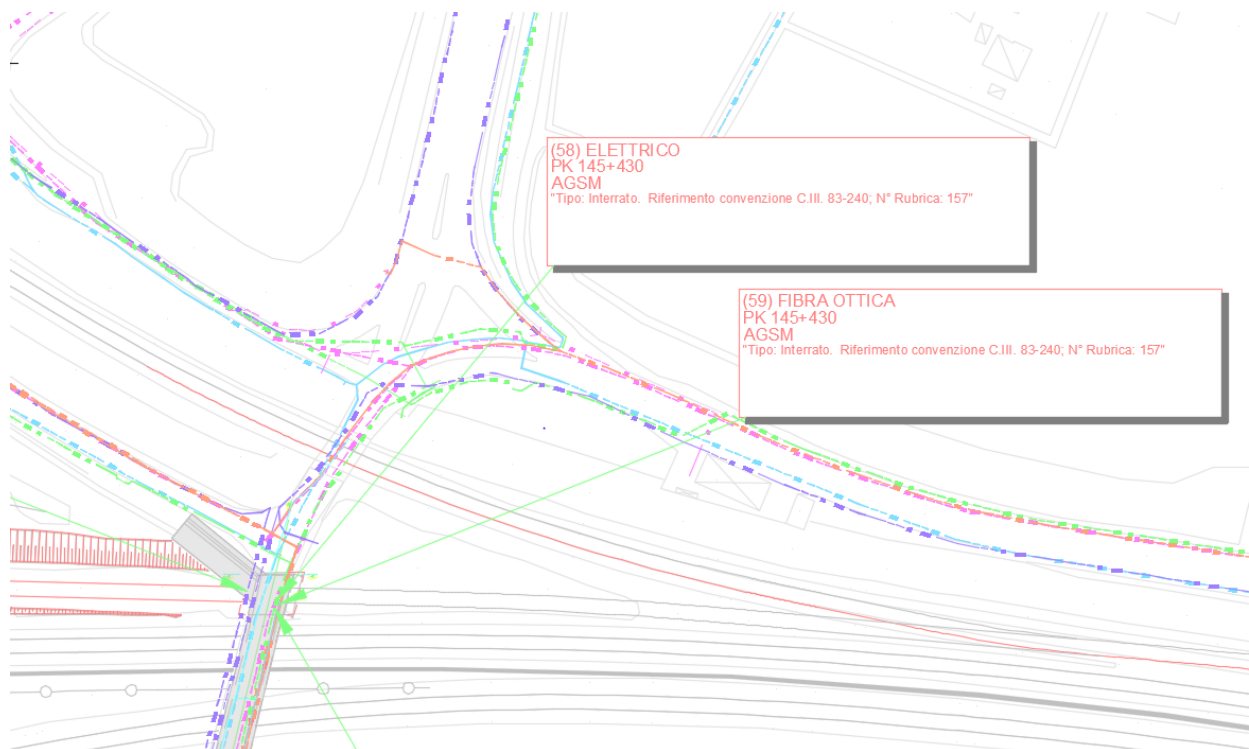 (58) ELETTRICO
PK 145+430
AGSM
"Tipo: Interrato. Riferimento convenzione C.III. 83-240; N° Rubrica: 157"
(59) FIBRA OTTICA
PK 145+430
AGSM
"Tipo: Interrato. Riferimento convenzione C.III. 83-240; N° Rubrica: 157"